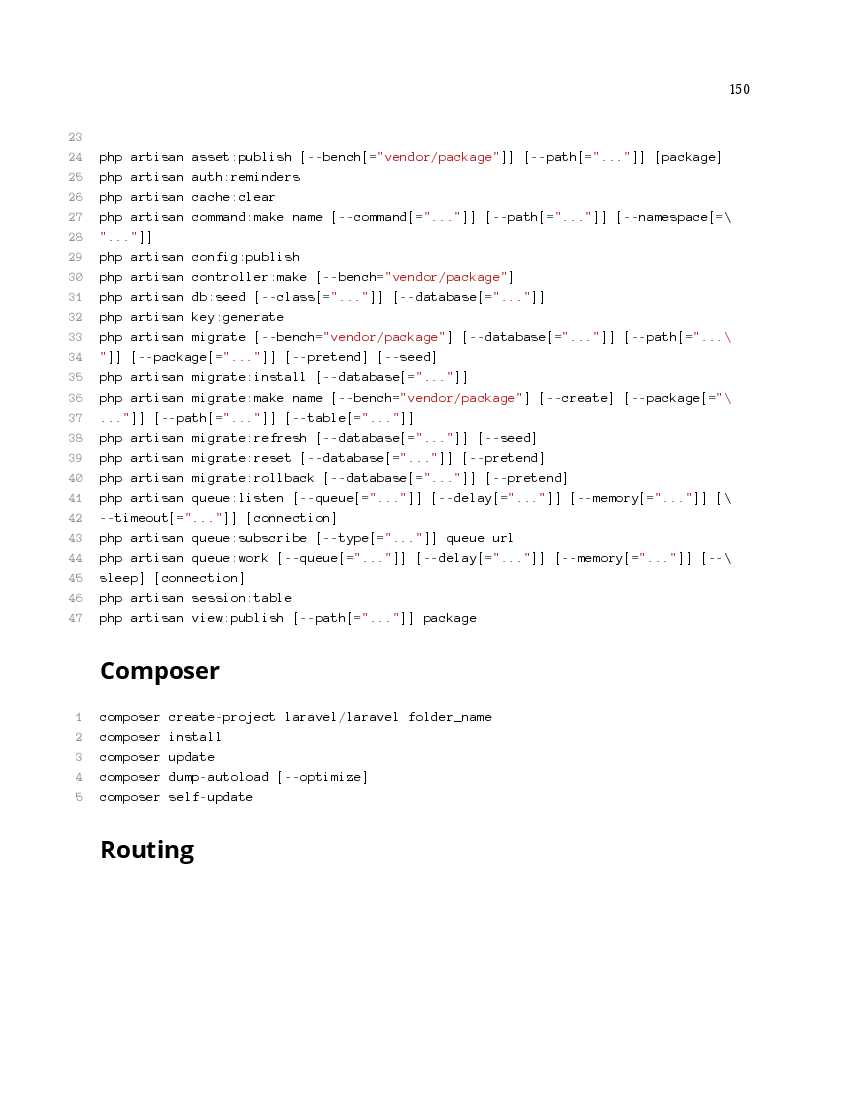 150
23
24 php artisan asset:publish [--bench[="vendor/package"]] [--path[="..."]] [package]
25 php artisan auth:reminders
26 php artisan cache:clear
27 php artisan command:make name [--command[="..."]] [--path[="..."]] [--namespace[=\
28 "..."]]
29 php artisan config:publish
30 php artisan controller:make [--bench="vendor/package"]
31 php artisan db:seed [--class[="..."]] [--database[="..."]]
32 php artisan key:generate
33 php artisan migrate [--bench="vendor/package"] [--database[="..."]] [--path[="...\
34 "]] [--package[="..."]] [--pretend] [--seed]
35 php artisan migrate:install [--database[="..."]]
36 php artisan migrate:make name [--bench="vendor/package"] [--create] [--package[="\
37 ..."]] [--path[="..."]] [--table[="..."]]
38 php artisan migrate:refresh [--database[="..."]] [--seed]
39 php artisan migrate:reset [--database[="..."]] [--pretend]
40 php artisan migrate:rollback [--database[="..."]] [--pretend]
41 php artisan queue:listen [--queue[="..."]] [--delay[="..."]] [--memory[="..."]] [\
42 --timeout[="..."]] [connection]
43 php artisan queue:subscribe [--type[="..."]] queue url
44 php artisan queue:work [--queue[="..."]] [--delay[="..."]] [--memory[="..."]] [--\
45 sleep] [connection]
46 php artisan session:table
47 php artisan view:publish [--path[="..."]] package
Composer
1 composer create-project laravel/laravel folder_name
2 composer install
3 composer update
4 composer dump-autoload [--optimize]
5 composer self-update
Routing